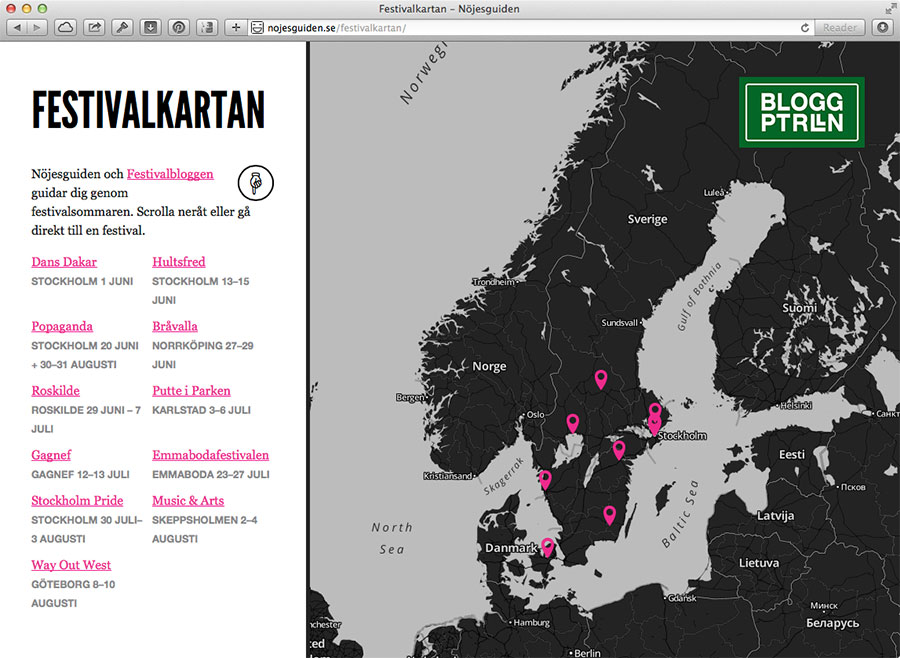 Festivalkartan – Nöjesguiden
nojesguiden.se/festivalkartan/
Reader
FESTIVALKARTAN
Nöjesguiden och Festivalbloggen
guidar dig genom
festivalsommaren. Scrolla neråt eller gå
direkt till en festival.
Dans Dakar
STOCKHOLM 1 JUNI
Hultsfred
STOCKHOLM 13–15
JUNI
Popaganda
STOCKHOLM 20 JUNI
+ 30–31 AUGUSTI
Bråvalla
NORRKÖPING 27–29
JUNI
Roskilde
ROSKILDE 29 JUNI – 7
JULI
Putte i Parken
KARLSTAD 3–6 JULI
Gagnef
GAGNEF 12–13 JULI
Emmabodafestivalen
EMMABODA 23–27 JULI
Stockholm Pride
STOCKHOLM 30 JULI–
3 AUGUSTI
Music & Arts
SKEPPSHOLMEN 2–4
AUGUSTI
Way Out West
GÖTEBORG 8–10
AUGUSTI
Norwegi
BLOGG
PTRLLN
Luleå
Sverige
Trondheim
Gulf of Bothnia
Suomi
Sundsvall
Norge
Bergen
Oslo
Helsinki
Санкт
Stockholm
Kristiansand
Skagerrak
Eesti
Псков
Baltic Sea
Latvija
North
Sea
Danmark
Lietuva
Gdańsk
Минск
Беларусь
Hamburg
nchester
ted
Berlin